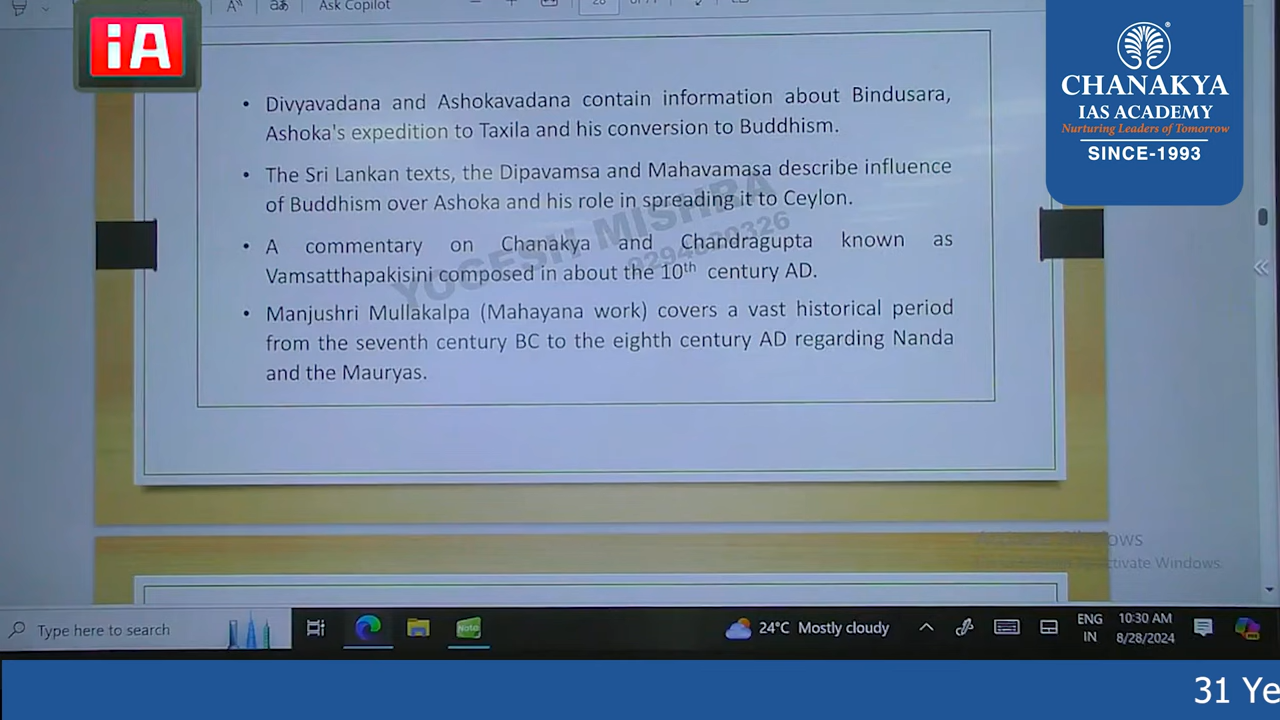 Ask Copilot
iA
CHANAKYA
IAS ACADEMY
Nurturing Leaders of Tomorrow
SINCE-1993
• Divyavadana and Ashokavadana contain information about Bindusara,
Ashoka's expedition to Taxila and his conversion to Buddhism.
• The Sri Lankan texts, the Dipavamsa and Mahavamasa describe influence
of Buddhism over Ashoka and his role in spreading it to Ceylon.
• A commentary on Chanakya and Chandragupta known as
Vamsatthapakisini composed in about the 10th century AD.
• Manjushri Mullakalpa (Mahayana work) covers a vast historical period
from the seventh century BC to the eighth century AD regarding Nanda
and the Mauryas.
YOGESH MISHRA
Type here to search
Note
24°C Mostly cloudy
ENG
IN
10:30 AM
8/28/2024
31 Ye